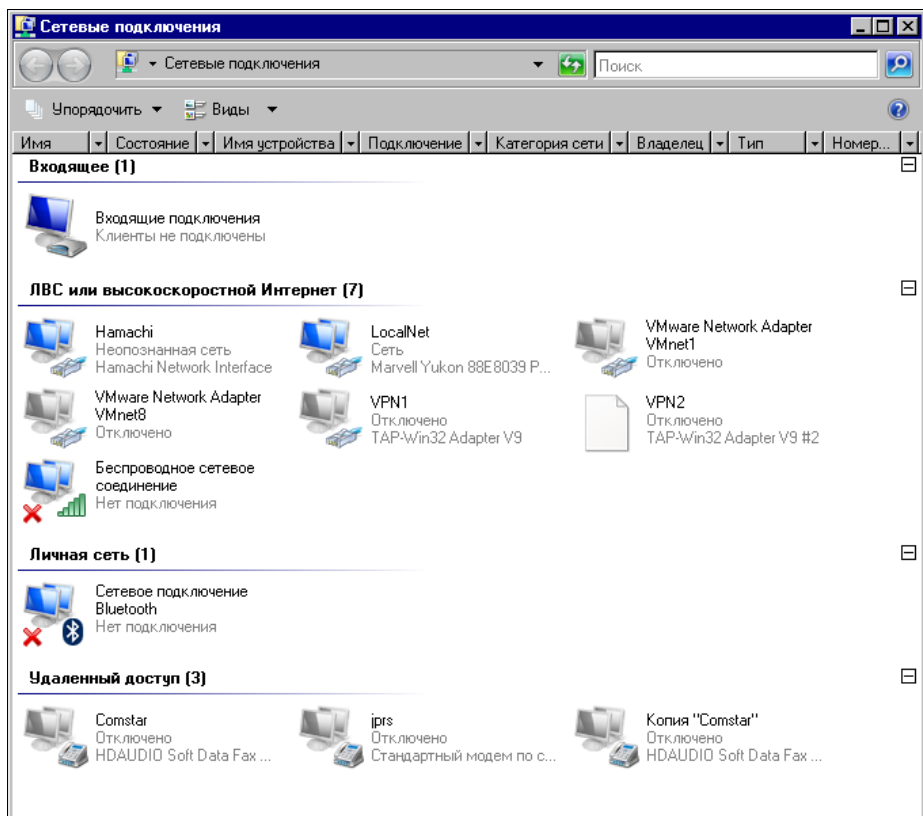 Сетевые подключения
Сетевые подключения
Поиск
Упорядочить
Виды
Имя Состояние Имя устройства Подключение Категория сети Владелец Тип Номер...
Входящее (1)
Входящие подключения
Клиенты не подключены
ЛВС или высокоскоростной Интернет (7)
Hamachi
Неопознанная сеть
Hamachi Network Interface
LocalNet
Сеть
Marvell Yukon 88E8039 P...
VMware Network Adapter
VMnet1
Отключено
VMware Network Adapter
VMnet8
Отключено
VPN1
Отключено
TAP-Win32 Adapter V9
VPN2
Отключено
TAP-Win32 Adapter V9 #2
Беспроводное сетевое
соединение
Нет подключения
Личная сеть (1)
Сетевое подключение
Bluetooth
Нет подключения
Удаленный доступ (3)
Comstar
Отключено
HDAUDIO Soft Data Fax ...
jprs
Отключено
Стандартный модем по с...
Копия "Comstar"
Отключено
HDAUDIO Soft Data Fax ...